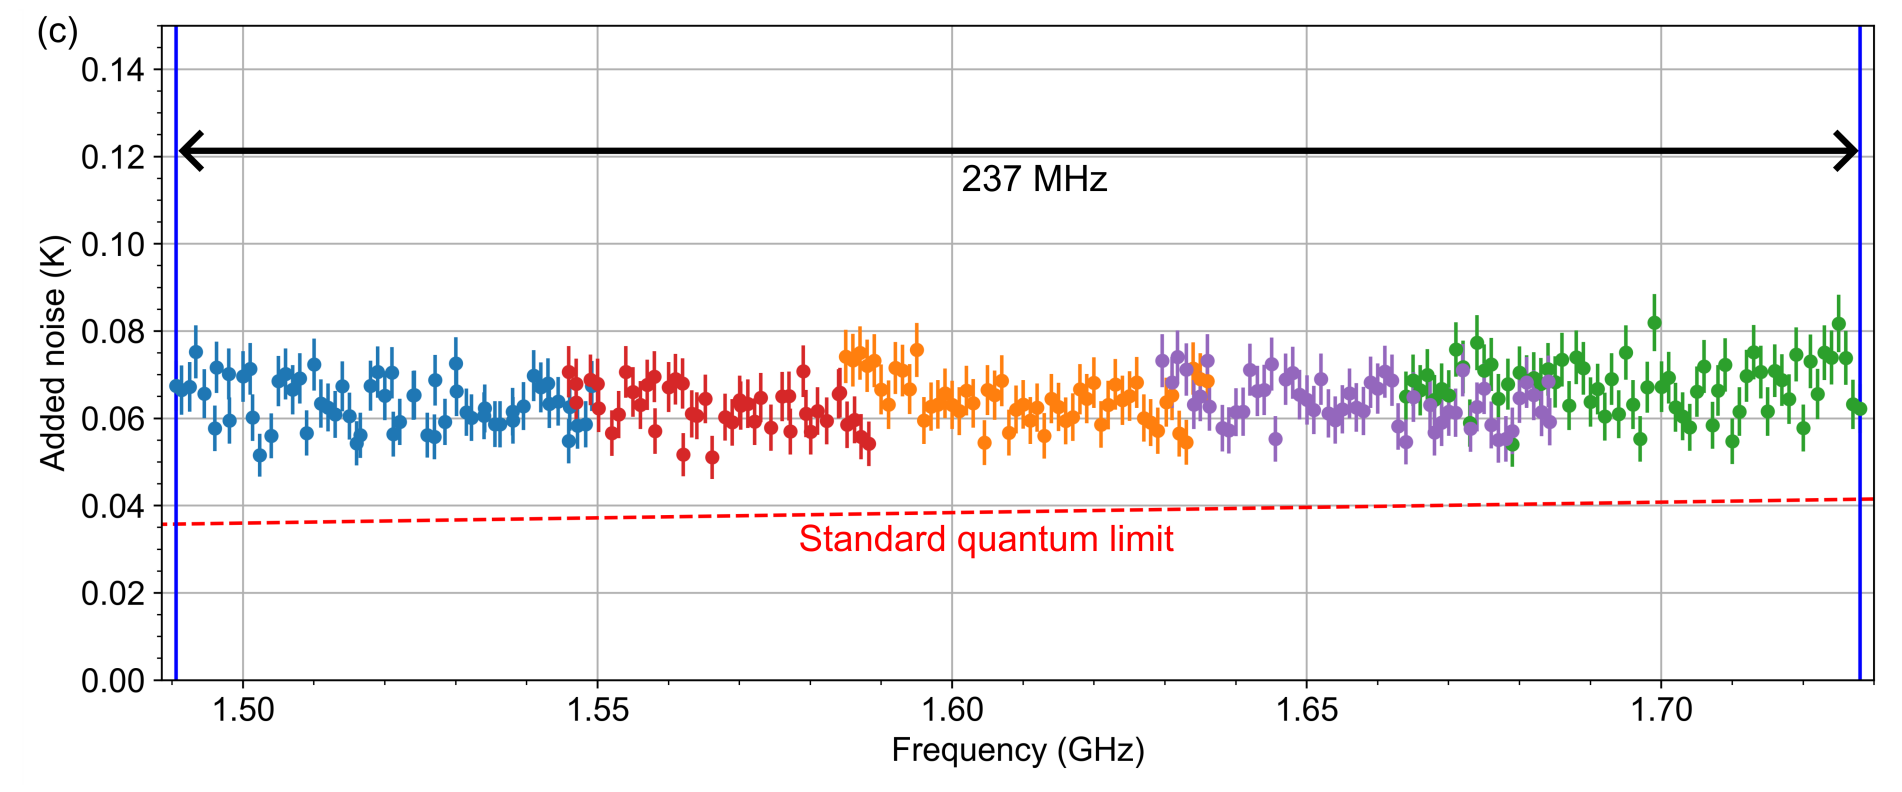 (c)
0.14
0.12
0.10
0.08
0.06
0.04
0.02
0.00
Added noise (K)
237 MHz
Standard quantum limit
1.50 1.55 1.60 1.65 1.70
Frequency (GHz)